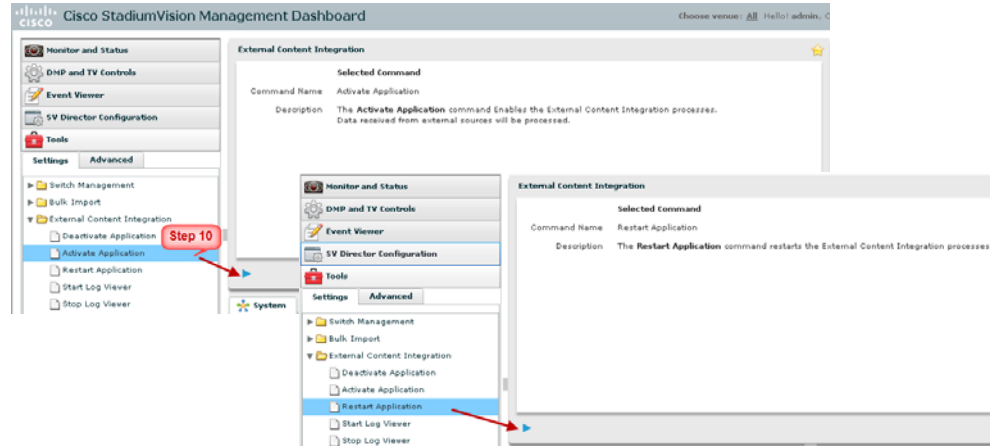 cisco Cisco StadiumVision Management Dashboard Choose venue: All Hello! admin, C
Monitor and Status
DMP and TV Controls
Event Viewer
SV Director Configuration
Tools
Settings Advanced
Switch Management
Bulk Import
External Content Integration
Deactivate Application
Step 10
Activate Application
Restart Application
Start Log Viewer
Stop Log Viewer
External Content Integration
Selected Command
Command Name Activate Application
Description The Activate Application command Enables the External Content Integration processes.
Data received from external sources will be processed.
System
Monitor and Status
DMP and TV Controls
Event Viewer
SV Director Configuration
Tools
Settings Advanced
Switch Management
Bulk Import
External Content Integration
Deactivate Application
Activate Application
Restart Application
Start Log Viewer
Stop Log Viewer
External Content Integration
Selected Command
Command Name Restart Application
Description The Restart Application command restarts the External Content Integration processes